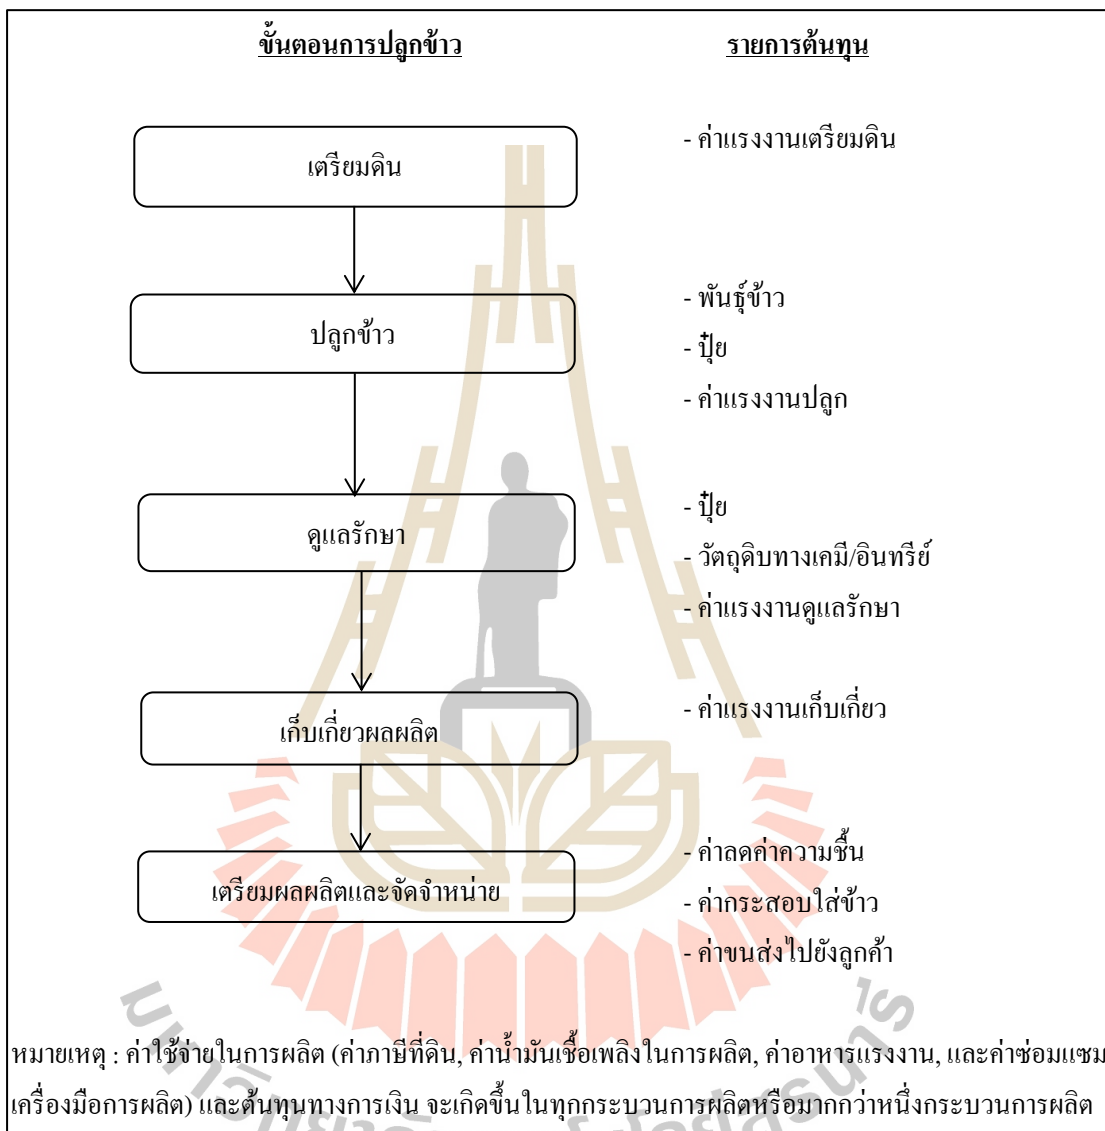 ขั้นตอนการปลูกข้าว
รายการต้นทุน
เตรียมดิน
- ค่าแรงงานเตรียมดิน
ปลูกข้าว
- พันธุ์ข้าว
- ปุ๋ย
- ค่าแรงงานปลูก
ดูแลรักษา
- ปุ๋ย
- วัตถุดิบทางเคมี/อินทรีย์
- ค่าแรงงานดูแลรักษา
เก็บเกี่ยวผลผลิต
- ค่าแรงงานเก็บเกี่ยว
เตรียมผลผลิตและจัดจำหน่าย
- ค่าลดค่าความชื้น
- ค่ากระสอบใส่ข้าว
- ค่าขนส่งไปยังลูกค้า
หมายเหตุ : ค่าใช้จ่ายในการผลิต (ค่าภาษีที่ดิน, ค่าน้ำมันเชื้อเพลิงในการผลิต, ค่าอาหารแรงงาน, และค่าซ่อมแซม
เครื่องมือการผลิต) และต้นทุนทางการเงิน จะเกิดขึ้นในทุกกระบวนการผลิตหรือมากกว่าหนึ่งกระบวนการผลิต